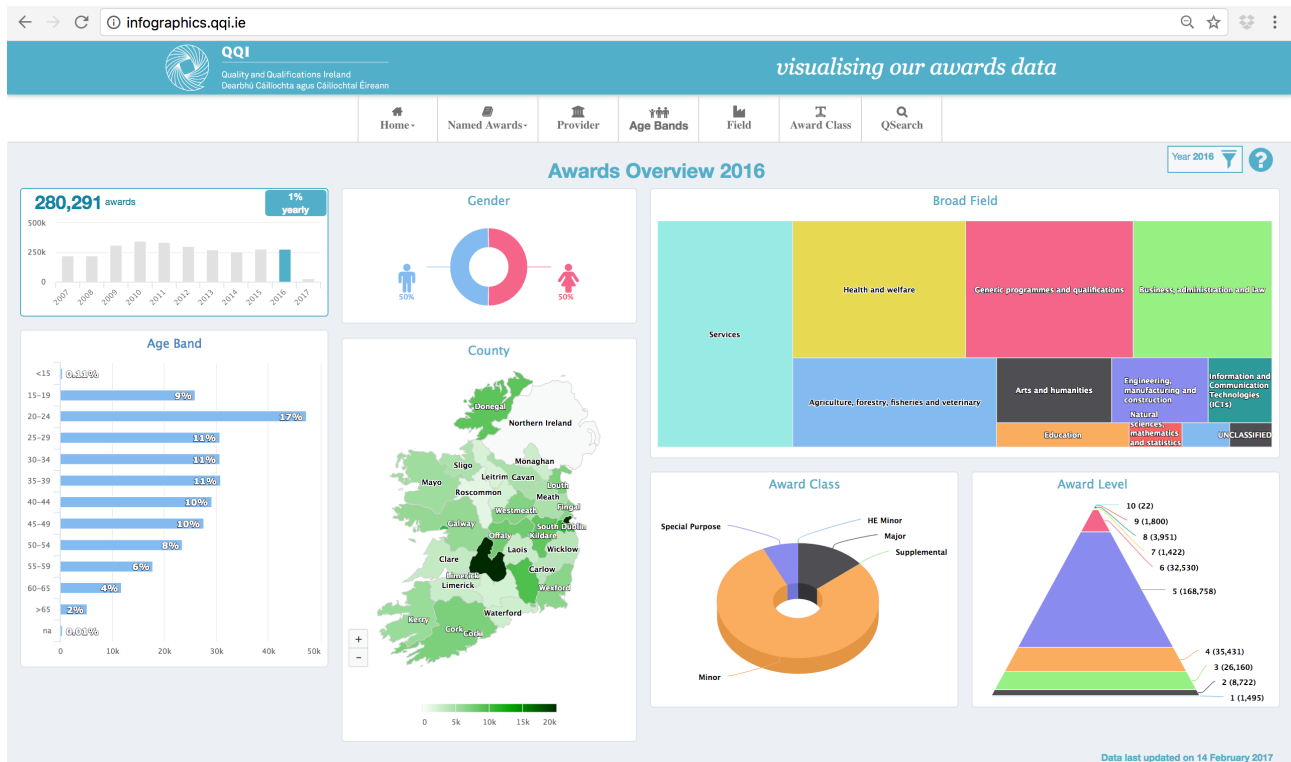 infographics.qqi.ie
QQI
Quality and Qualifications Ireland
Dearbhú Cáilíochta agus Cáilíochtaí Éireann
visualising our awards data
Home
Named Awards
Provider
Age Bands
Field
Award Class
QSearch
Awards Overview 2016
Year 2016
?
280,291 awards
1%
yearly
500k
250k
0
2007
2008
2009
2010
2011
2012
2013
2014
2015
2016
2017
Gender
50%
50%
Broad Field
Services
Health and welfare
Generic programmes and qualifications
Business, administration and law
Agriculture, forestry, fisheries and veterinary
Arts and humanities
Engineering,
manufacturing and
construction
Information and
Communication
Technologies
(ICTs)
Education
Natural
sciences,
mathematics
and statistics
UNCLASSIFIED
Age Band
<15 0.11%
15-19 9%
20-24 17%
25-29 11%
30-34 11%
35-39 11%
40-44 10%
45-49 10%
50-54 8%
55-59 6%
60-65 4%
>65 2%
na 0.01%
0 10k 20k 30k 40k 50k
County
Donegal
Northern Ireland
Sligo
Monaghan
Leitrim
Cavan
Mayo
Louth
Roscommon
Meath
Westmeath
Fingal
Galway
South Dublin
Offaly
Kildare
Laois
Wicklow
Clare
Carlow
Limerick
Limerick
Wexford
Waterford
Kerry
Cork
Cork
+
−
0 5k 10k 15k 20k
Award Class
Special Purpose
HE Minor
Major
Supplemental
Minor
Award Level
10 (22)
9 (1,800)
8 (3,951)
7 (1,422)
6 (32,530)
5 (168,758)
4 (35,431)
3 (26,160)
2 (8,722)
1 (1,495)
Data last updated on 14 February 2017